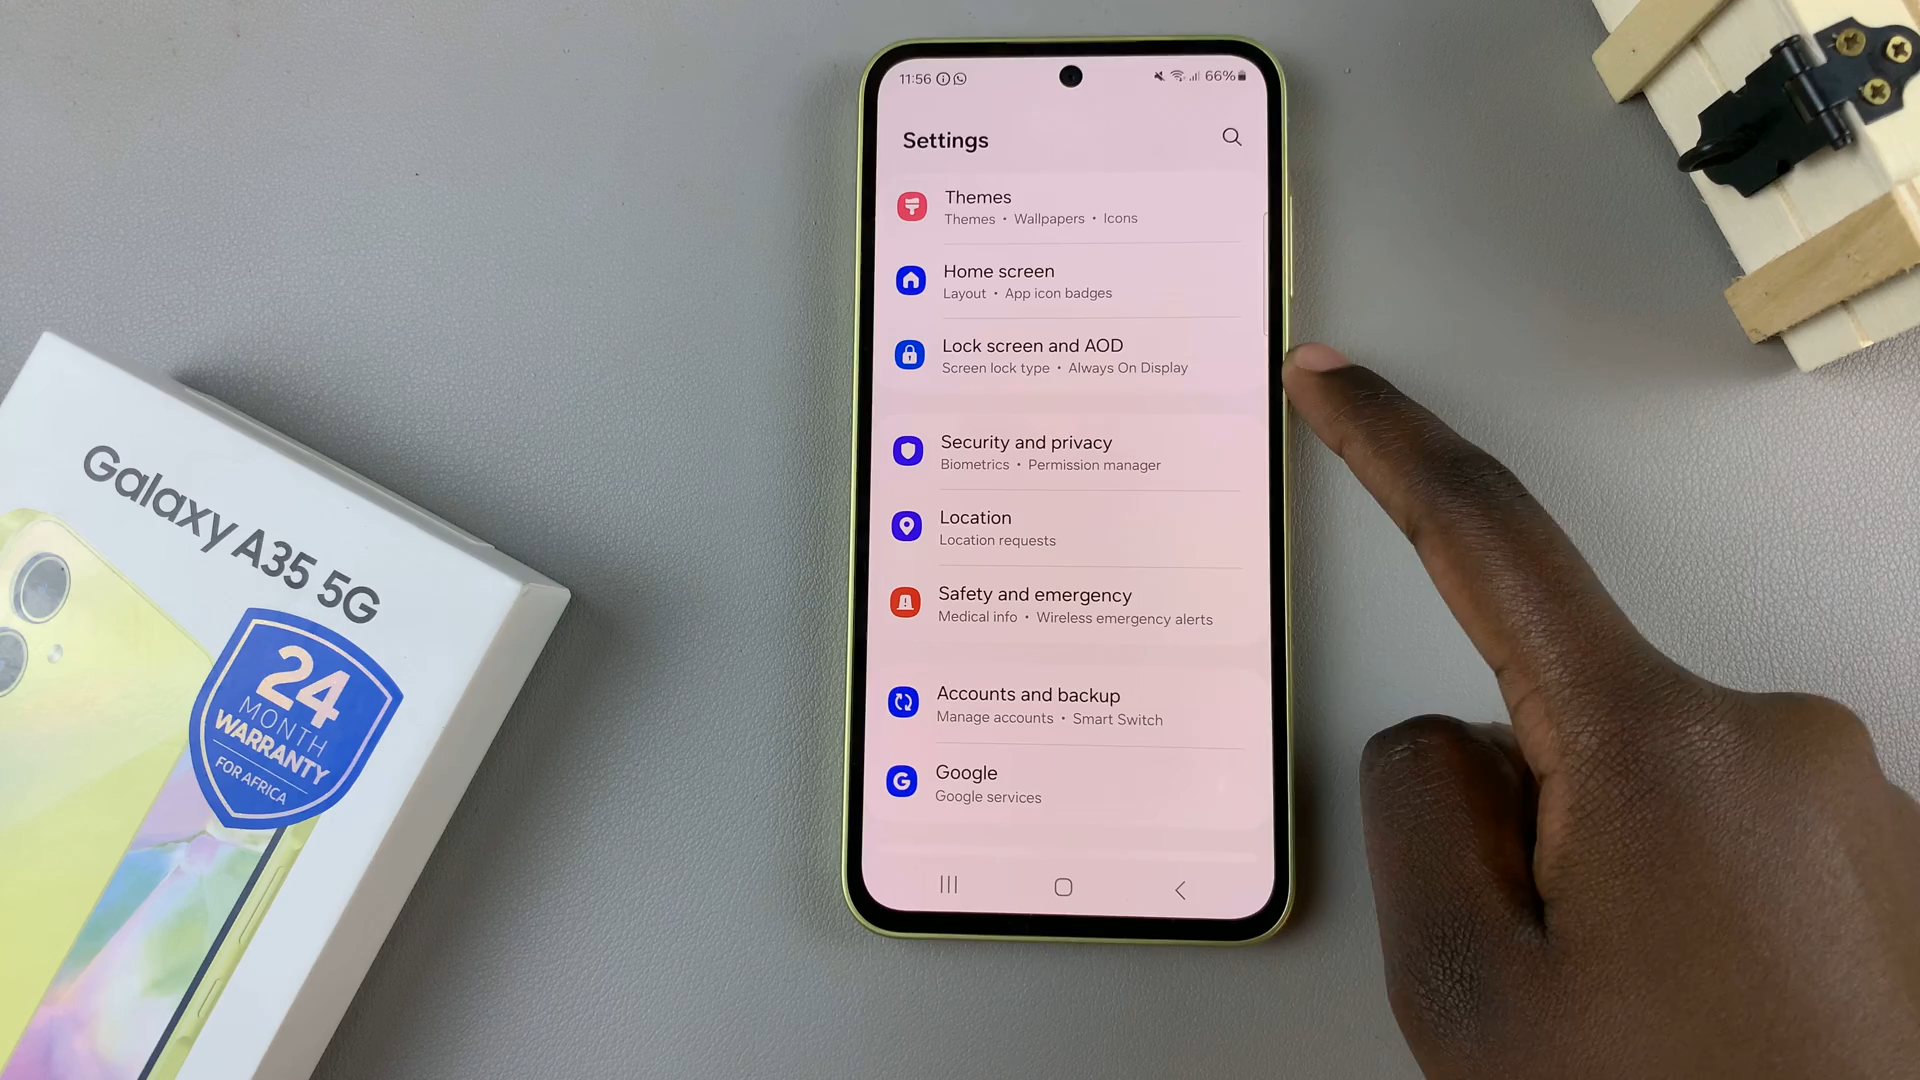 11:56
66%
Settings
Themes
Themes • Wallpapers • Icons
Home screen
Layout • App icon badges
Lock screen and AOD
Screen lock type • Always On Display
Security and privacy
Biometrics • Permission manager
Location
Location requests
Safety and emergency
Medical info • Wireless emergency alerts
Accounts and backup
Manage accounts • Smart Switch
Google
Google services
Galaxy A35 5G
24
MONTH
WARRANTY
FOR AFRICA